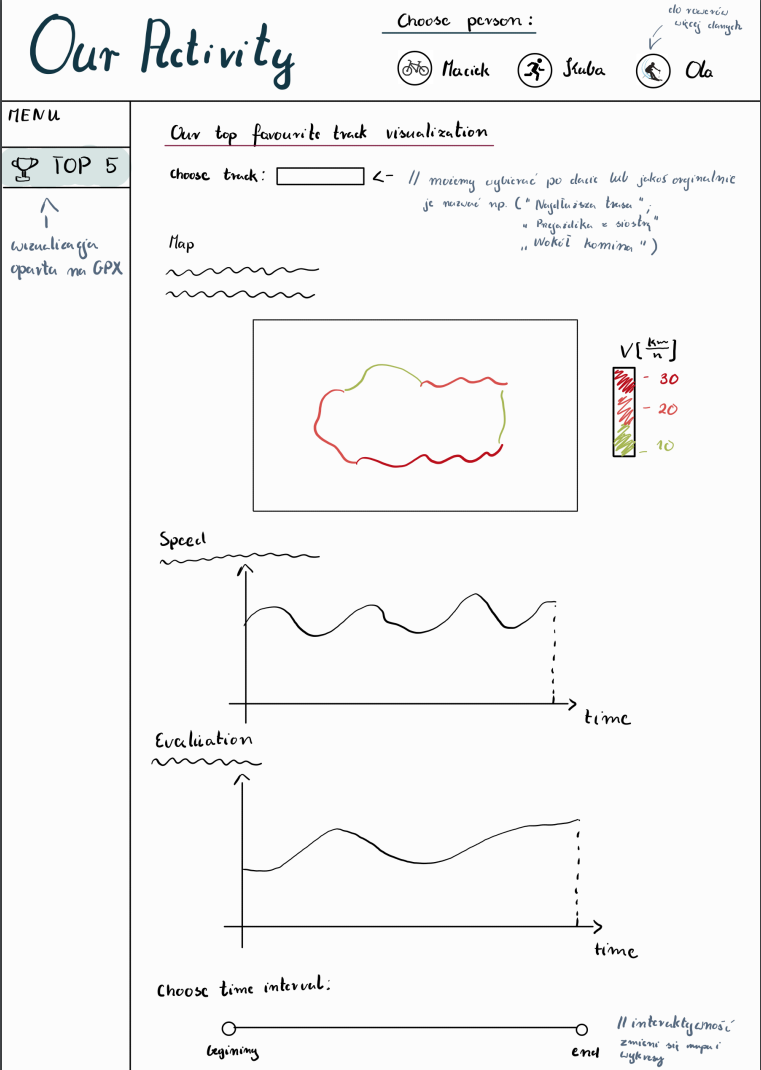 Our Activity
Choose person:
do rowerów
więcej danych
Maciek
Kuba
Ola
MENU
TOP 5
wizualizacja
oparta na GPX
Our top favourite track visualization
Choose track:
<- // możemy wybierać po dacie lub jakoś orginalnie
je nazwać np. ("Najdłuższa trasa",
"Przejażdżka z siostrą"
"Wokół komina")
Map
V [km/h]
- 30
- 20
- 10
Speed
time
Evaluation
time
Choose time interval:
begining
end
// interaktywność
zmieni się mapa i
wykresy